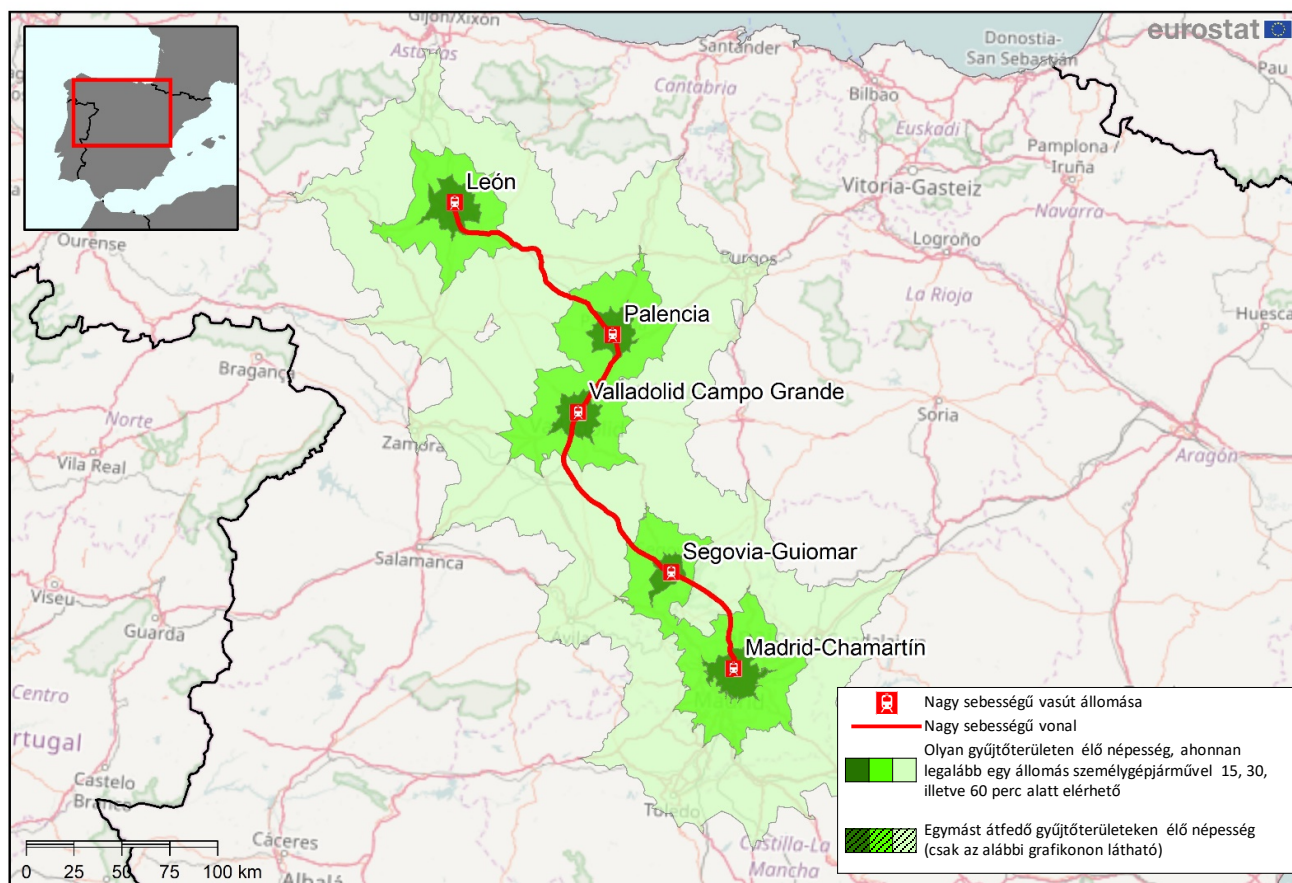 Gijón/Xixón
eurostat
Asturias
Santander
Donostia-
San Sebastián
Pau
Cantabria
Bilbao
Euskadi
Pamplona /
Iruña
León
Vitoria-Gasteiz
Navarra
Ourense
Logroño
Burgos
La Rioja
Huesca
Palencia
Bragança
Valladolid Campo Grande
Soria
Norte
Zamora
Vila Real
Aragón
Segovia-Guiomar
Salamanca
Viseu
Guarda
Ávila
Madrid-Chamartín
Madrid
Centro
Portugal
Nagy sebességű vasút állomása
Nagy sebességű vonal
Olyan gyűjtőterületen élő népesség, ahonnan
legalább egy állomás személygépjárművel 15, 30,
illetve 60 perc alatt elérhető
Castelo
Branco
Toledo
Egymást átfedő gyűjtőterületeken élő népesség
(csak az alábbi grafikonon látható)
Cáceres
Castilla-La
Mancha
0 25 50 75 100 km
Albalá